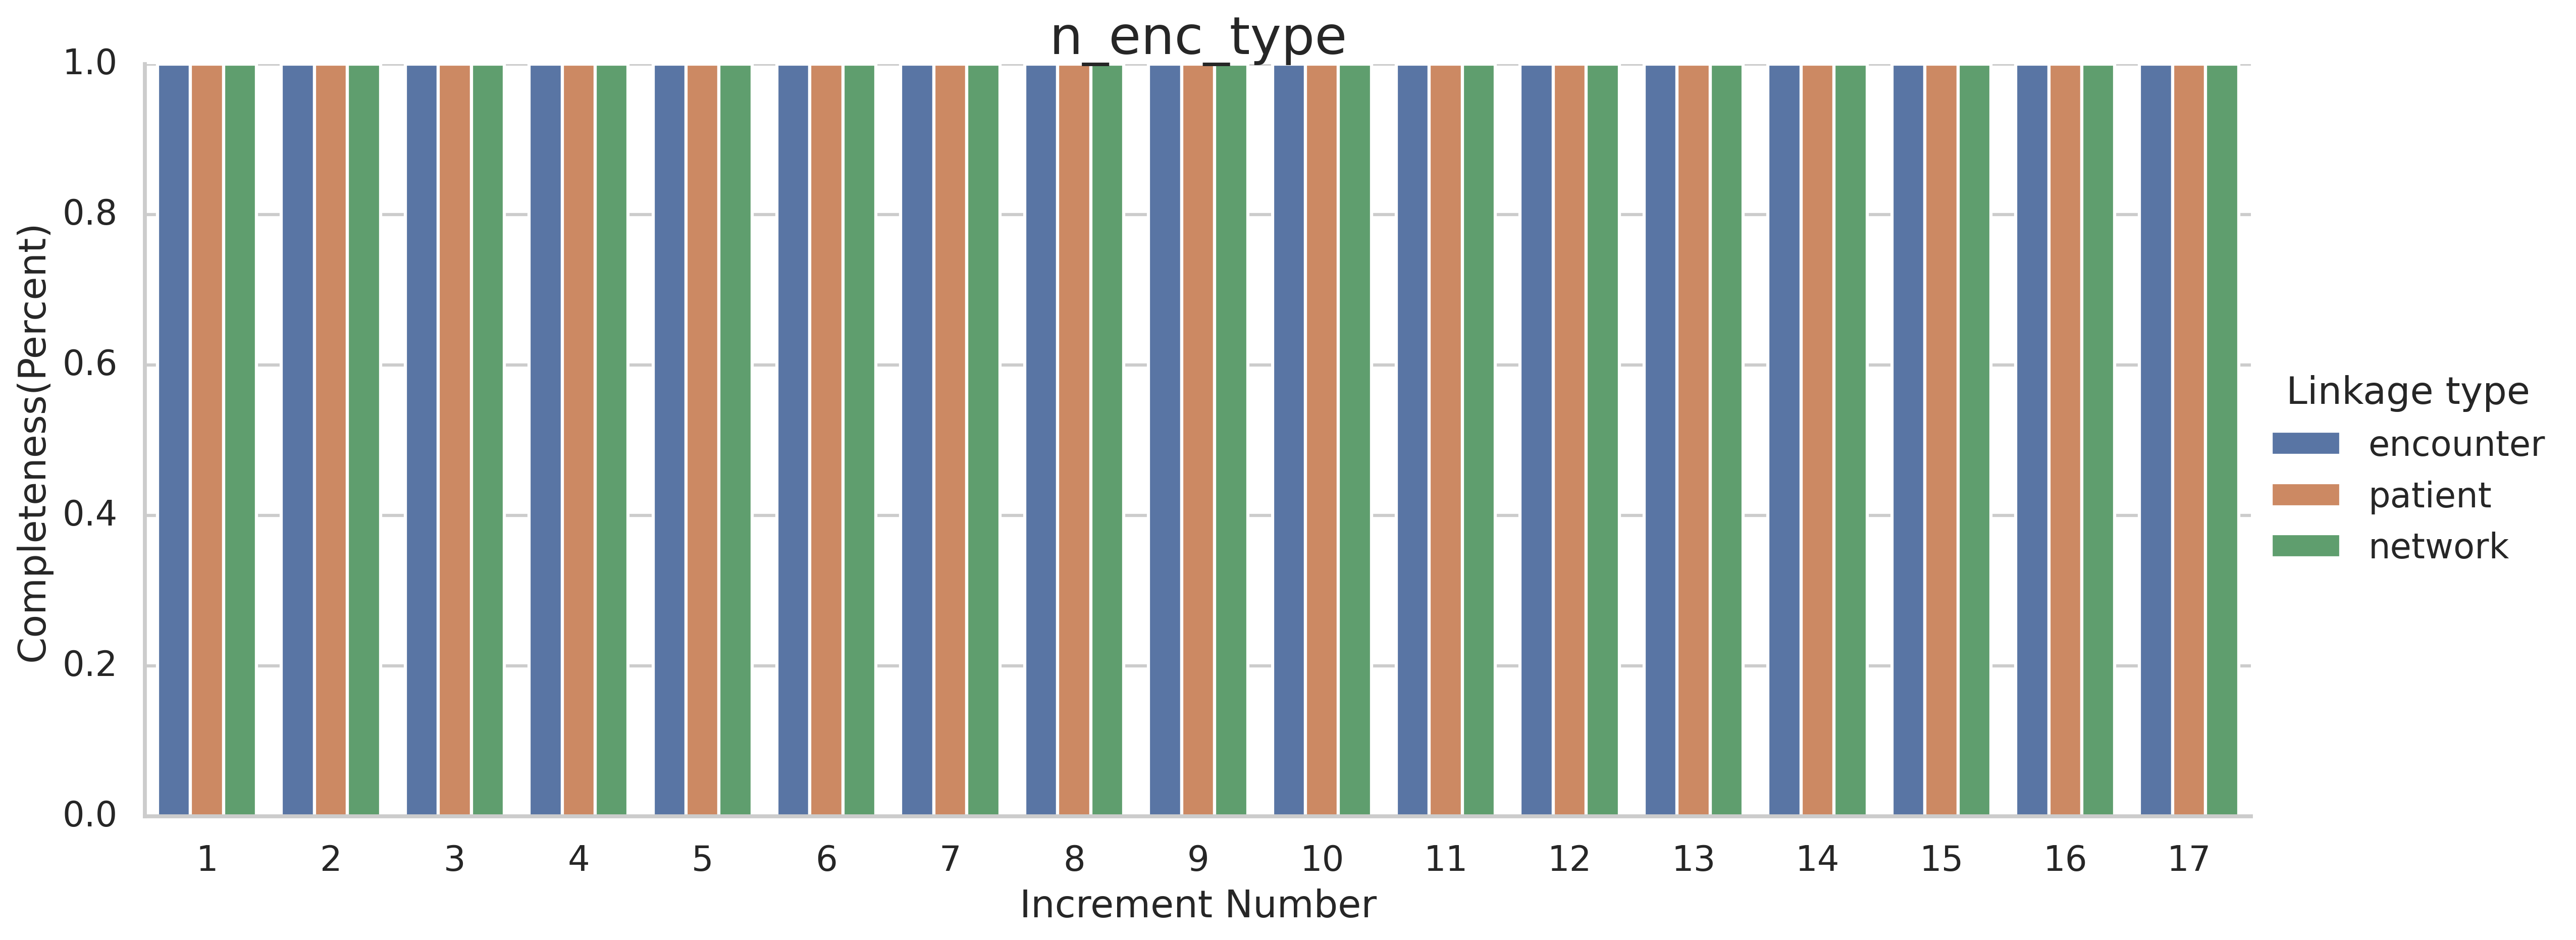 n_enc_type
1.0
0.8
0.6
0.4
0.2
0.0
Completeness(Percent)
1 2 3 4 5 6 7 8 9 10 11 12 13 14 15 16 17
Increment Number
Linkage type
encounter
patient
network